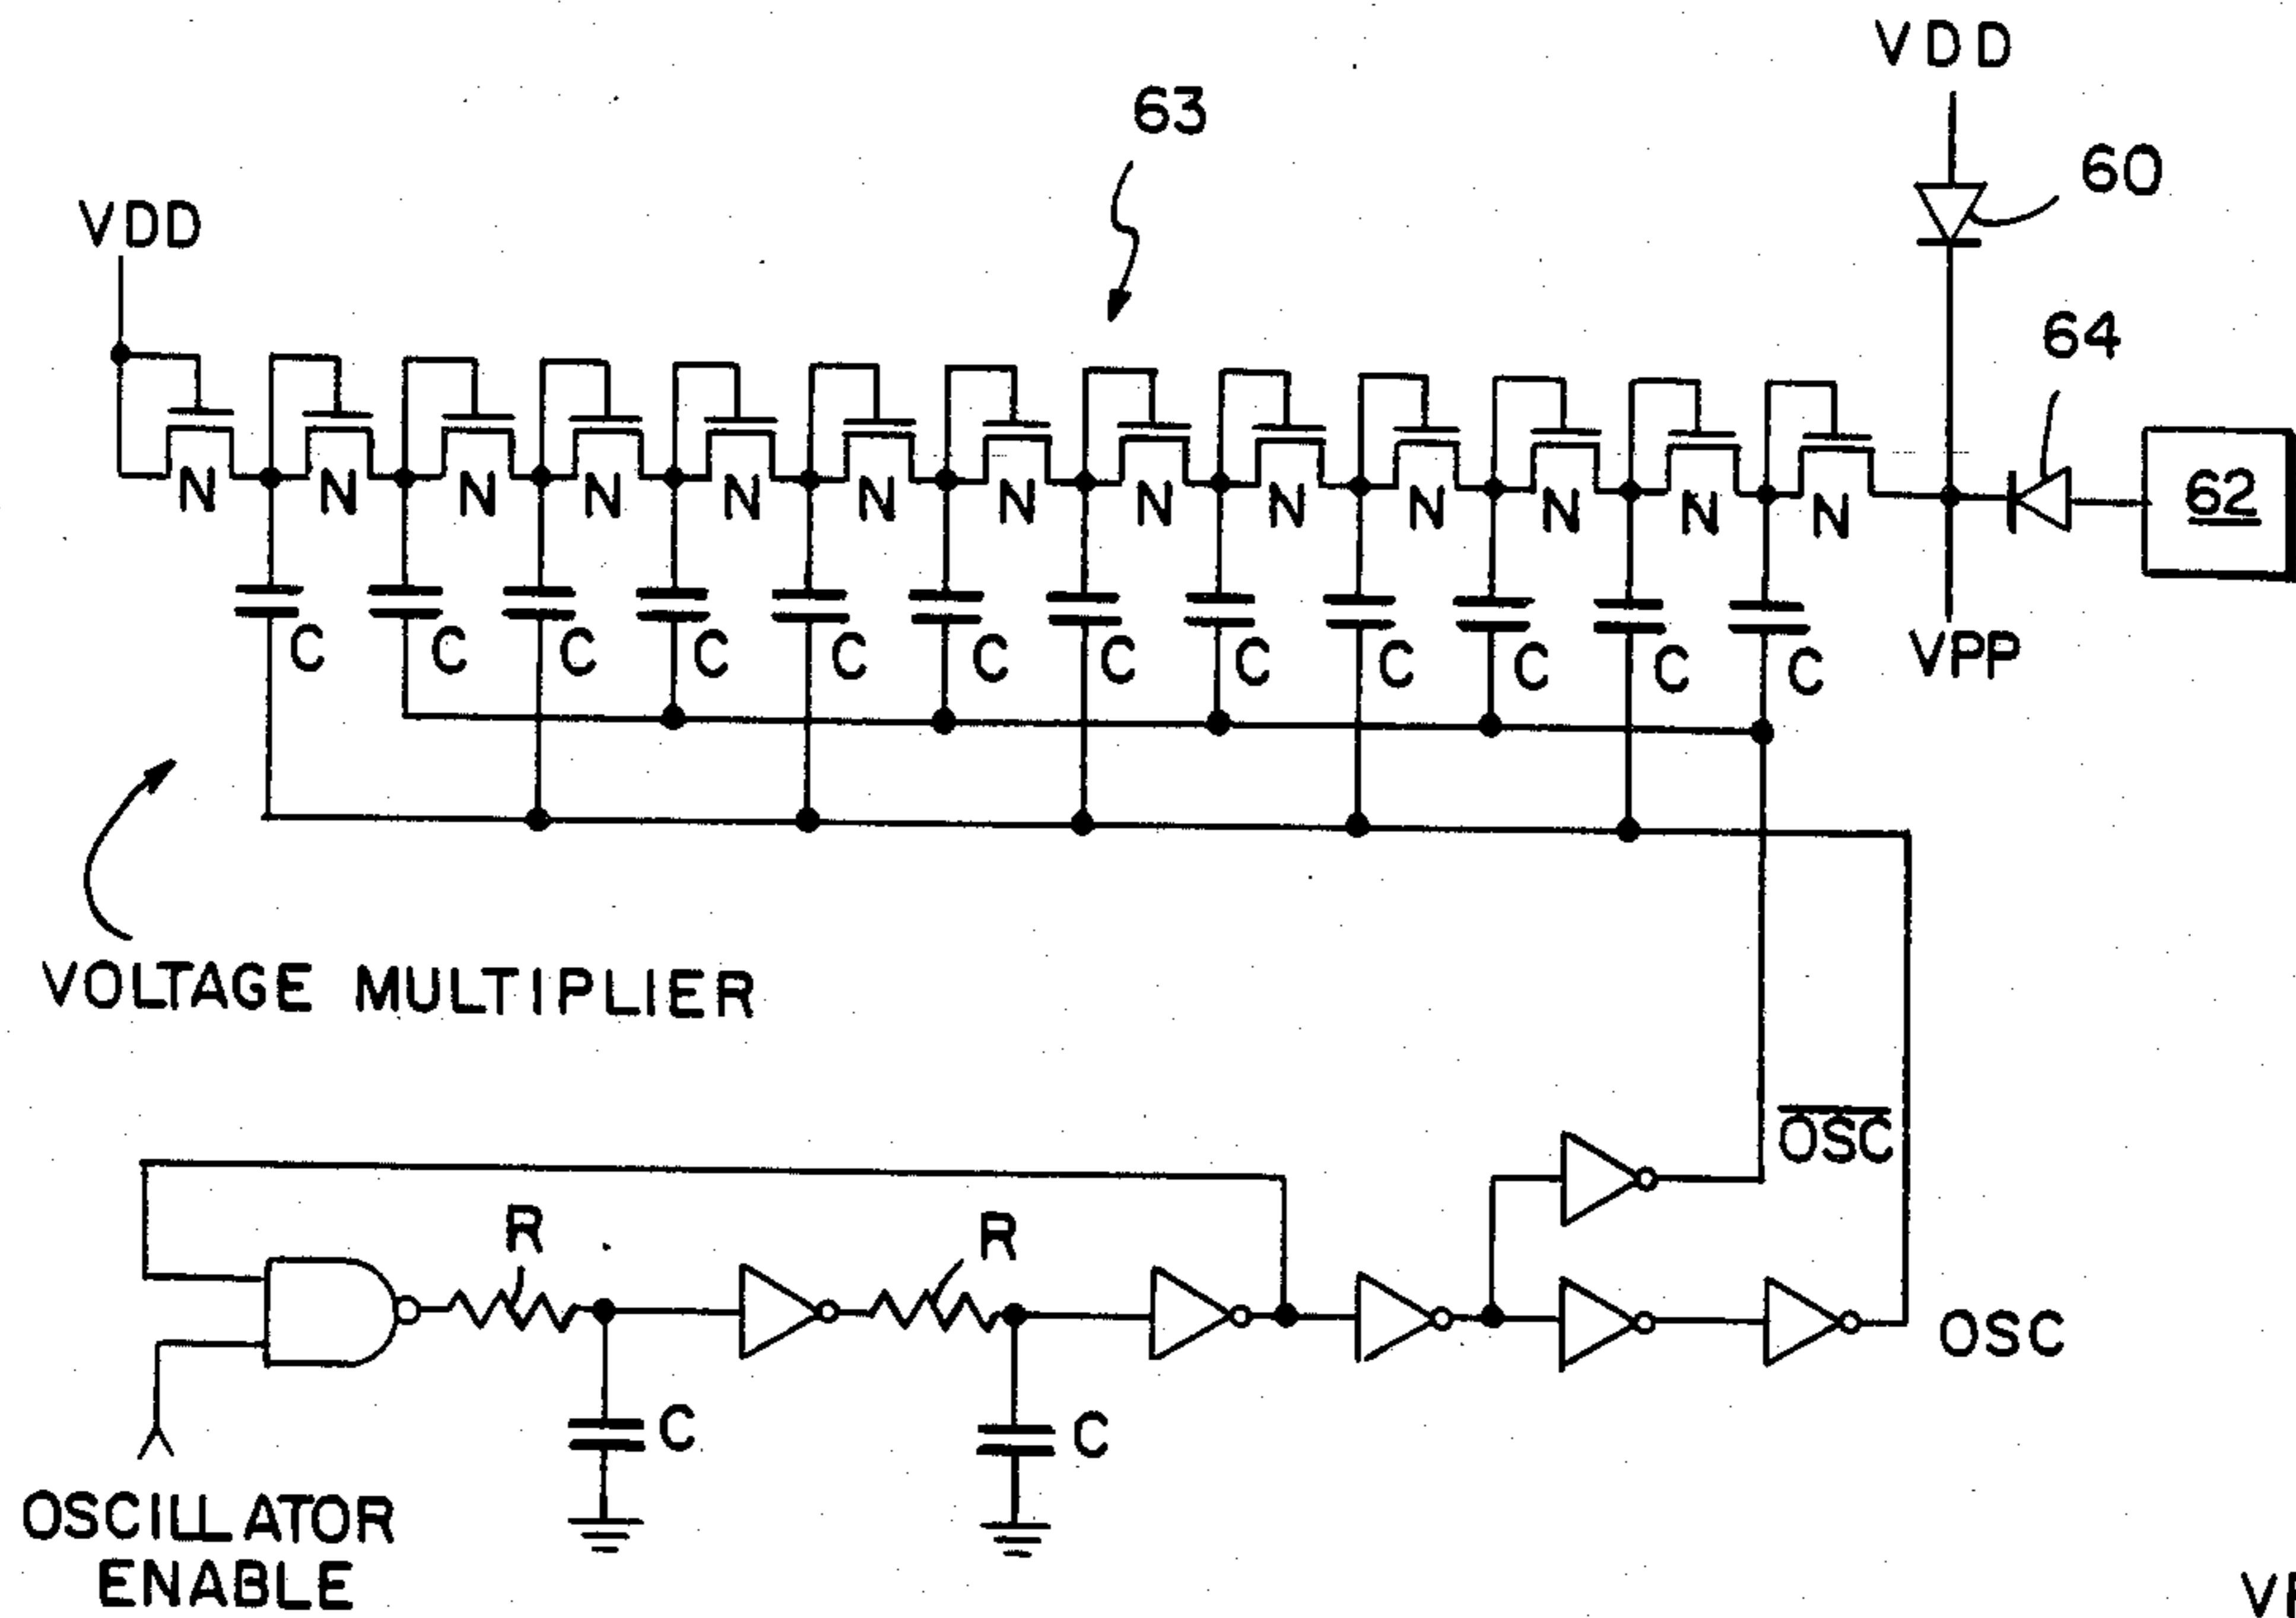 VDD
63
60
VDD
64
N N N N N N N N N N N N N
62
C C C C C C C C C C C C
VPP
VOLTAGE MULTIPLIER
OSC
R
R
OSC
C
C
OSCILLATOR
ENABLE